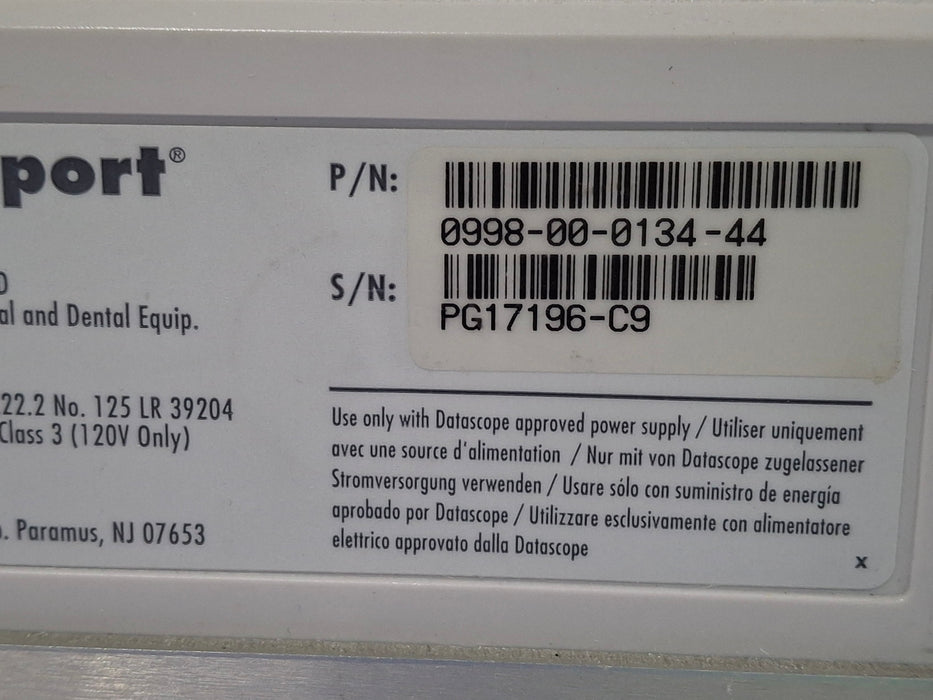 port®
P/N:
0998-00-0134-44
S/N:
PG17196-C9
al and Dental Equip.
22.2 No. 125 LR 39204
Class 3 (120V Only)
. Paramus, NJ 07653
Use only with Datascope approved power supply / Utiliser uniquement
avec une source d'alimentation / Nur mit von Datascope zugelassener
Stromversorgung verwenden / Usare sólo con suministro de energía
aprobado por Datascope / Utilizzare esclusivamente con alimentatore
elettrico approvato dalla Datascope
x